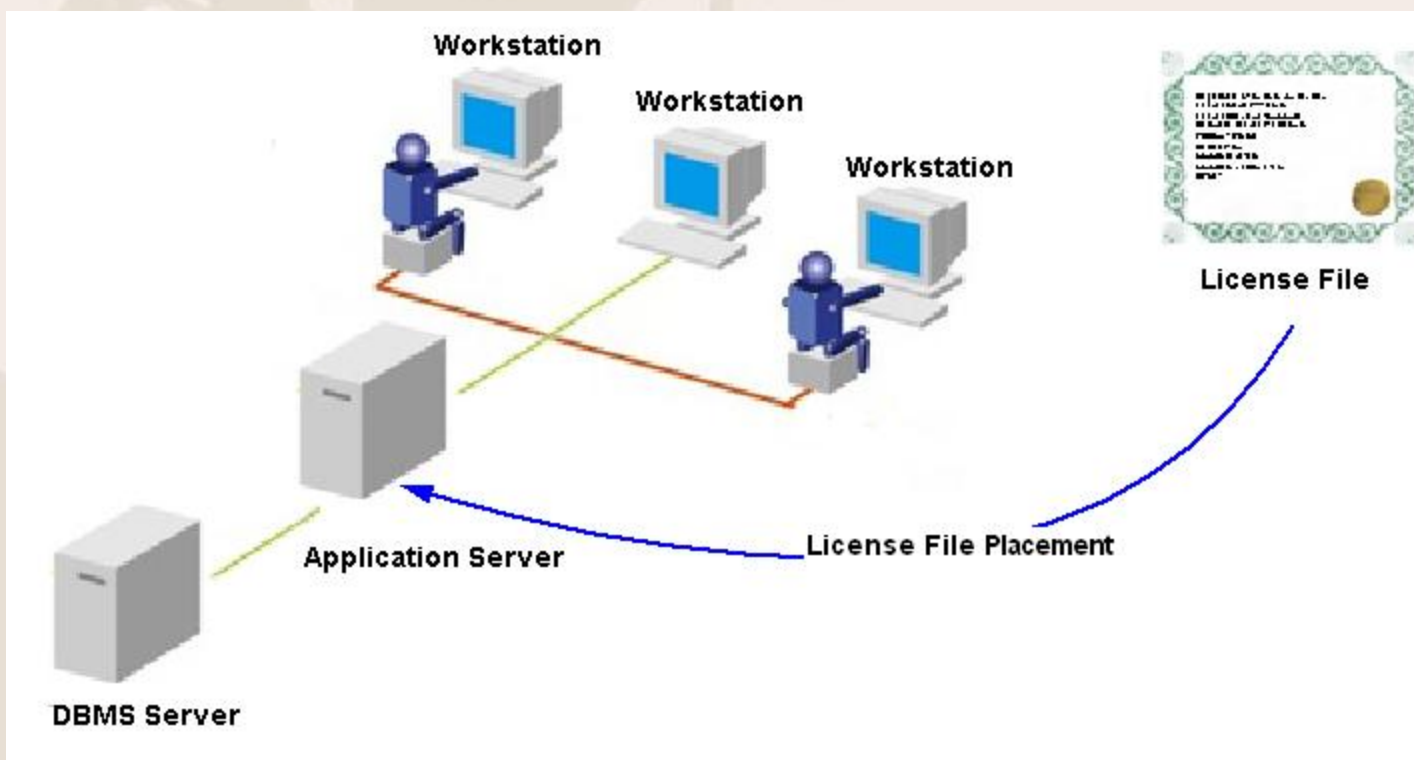 Workstation
Workstation
Workstation
License File
License File Placement
Application Server
DBMS Server